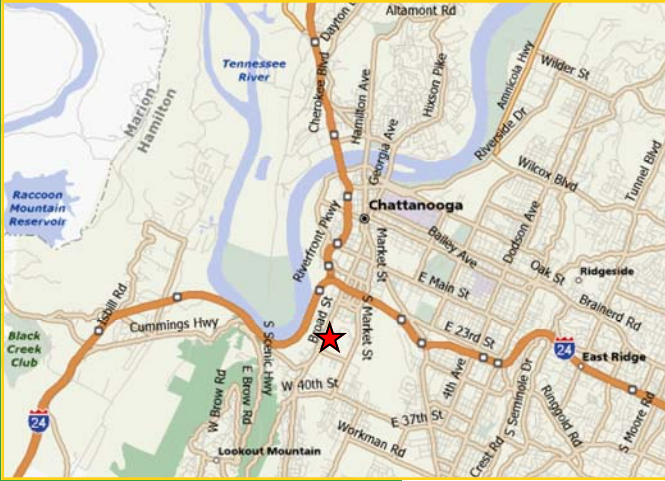 Altamont Rd
Dayton
Tennessee
River
Cherokee Blvd
Hamilton Ave
Hixson Pike
Amnicola Hwy
Wilder St
Marion
Hamilton
Georgia Ave
Riverside Dr
Wilcox Blvd
Tunnel Blvd
Raccoon
Mountain
Reservoir
Chattanooga
Riverfront Pkwy
Market St
Bailey Ave
Dodson Ave
Oak St
Ridgeside
E Main St
Brainerd Rd
Isbill Rd
Cummings Hwy
Broad St
S Market St
E 23rd St
24
East Ridge
Black
Creek
Club
S Scenic Hwy
W Brow Rd
E Brow Rd
W 40th St
4th Ave
S Seminole Dr
Ringgold Rd
S Moore Rd
24
E 37th St
Workman Rd
Crest Rd
Lookout Mountain